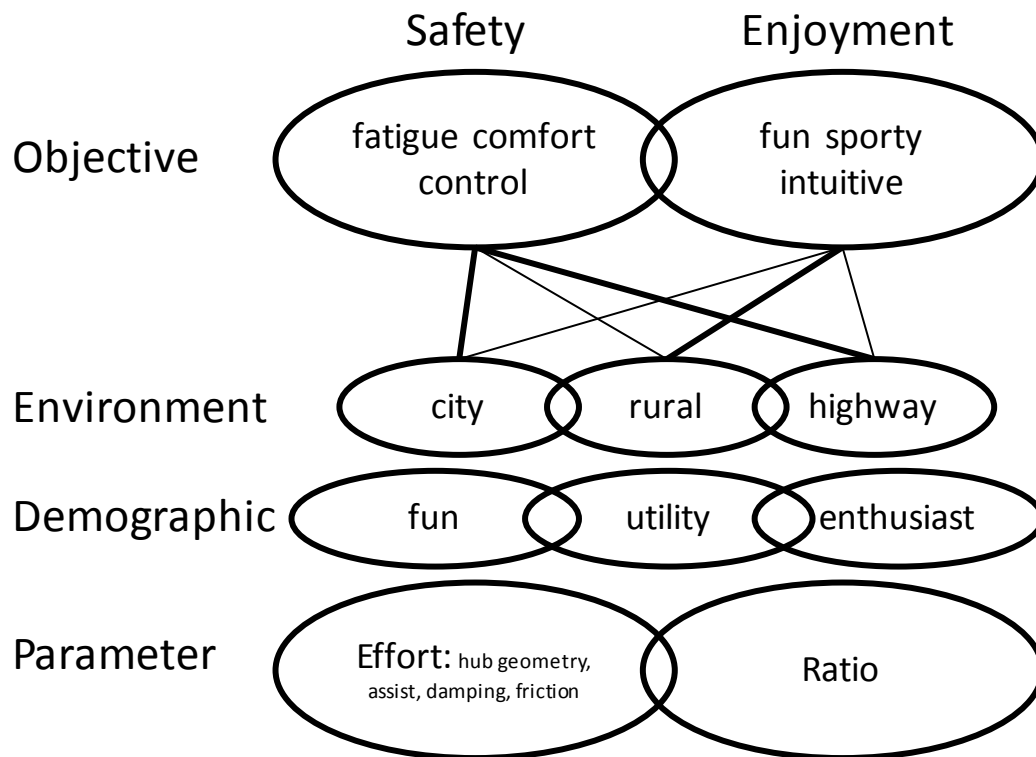 Safety Enjoyment
Objective
fatigue comfort
control
fun sporty
intuitive
Environment
city rural highway
Demographic
fun utility enthusiast
Parameter
Effort: hub geometry,
assist, damping, friction
Ratio